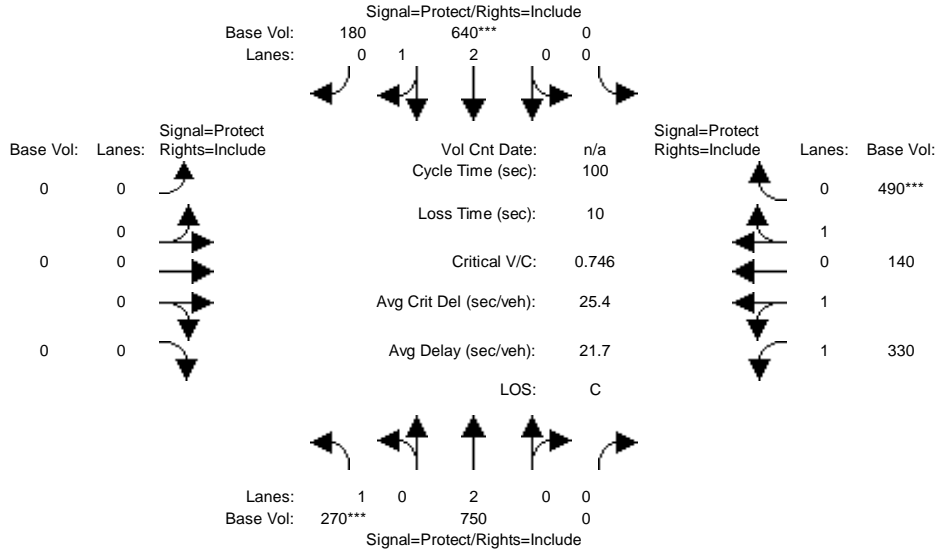 Signal=Protect/Rights=Include
Base Vol: 180 640*** 0
Lanes: 0 1 2 0 0
Signal=Protect Signal=Protect
Base Vol: Lanes: Rights=Include Vol Cnt Date: n/a Rights=Include Lanes: Base Vol:
Cycle Time (sec): 100
0 0 0 490***
Loss Time (sec): 10
0 1
0 0 Critical V/C: 0.746 0 140
0 Avg Crit Del (sec/veh): 25.4 1
0 0 Avg Delay (sec/veh): 21.7 1 330
LOS: C
Lanes: 1 0 2 0 0
Base Vol: 270*** 750 0
Signal=Protect/Rights=Include